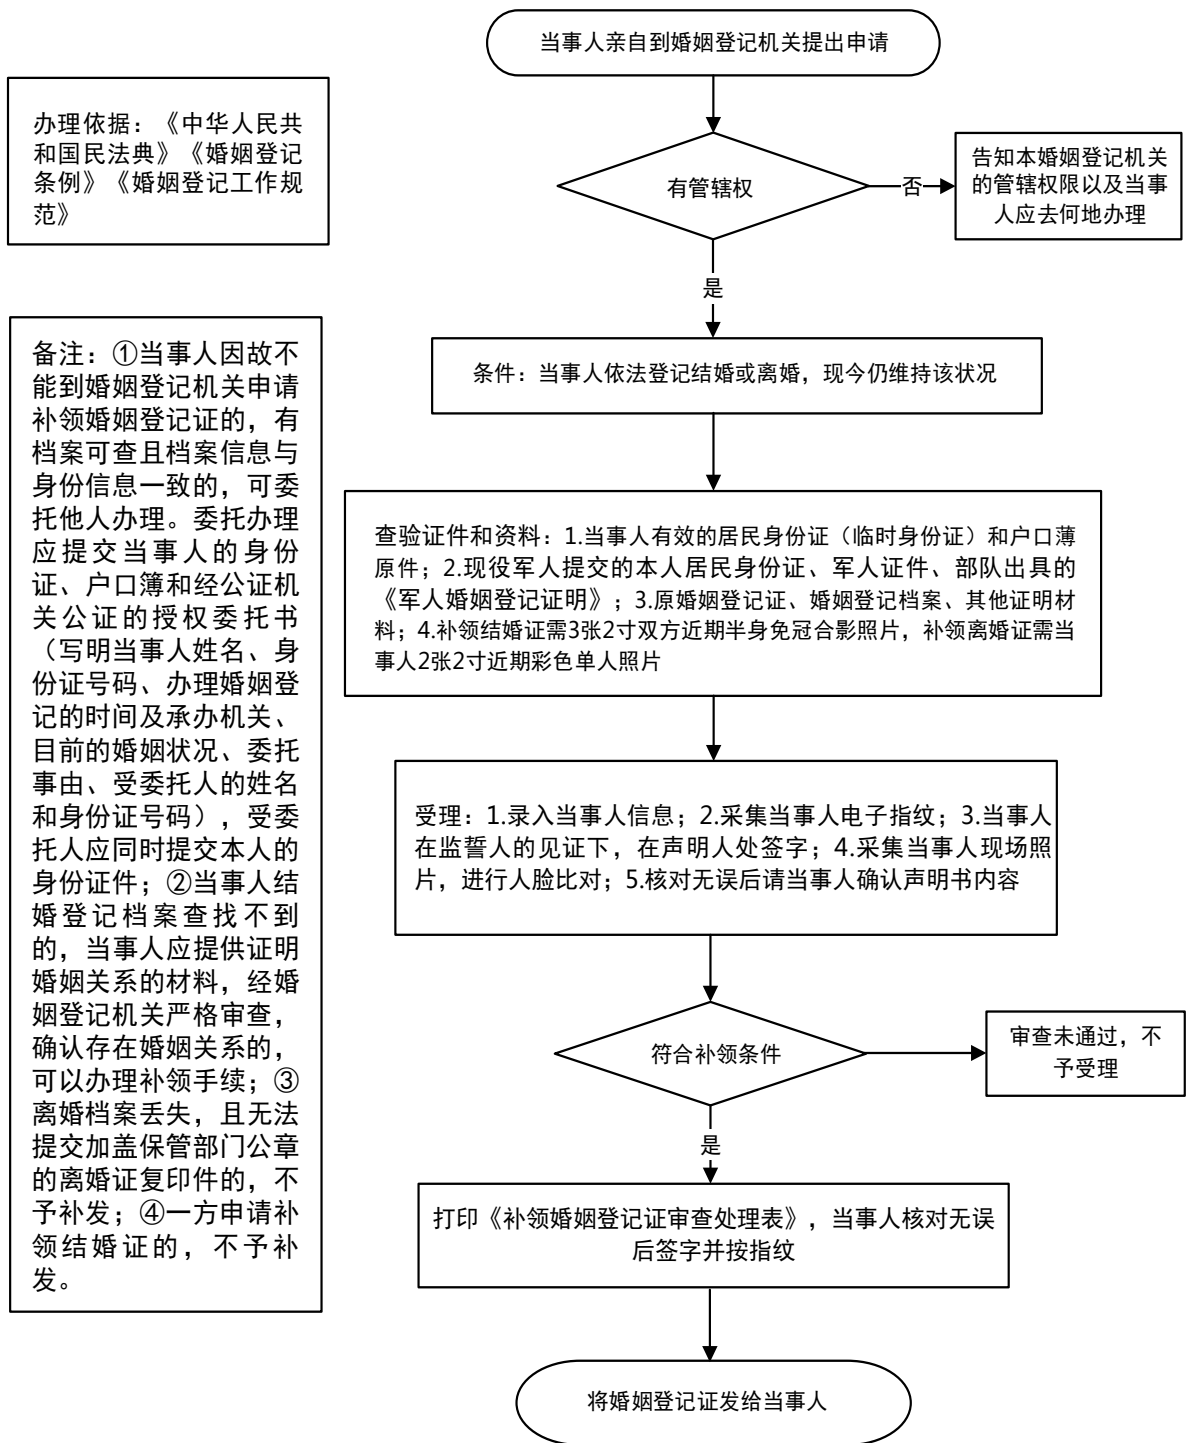 当事人亲自到婚姻登记机关提出申请
办理依据：《中华人民共
和国民法典》《婚姻登记
条例》《婚姻登记工作规
范》
有管辖权
否
告知本婚姻登记机关
的管辖权限以及当事
人应去何地办理
是
条件：当事人依法登记结婚或离婚，现今仍维持该状况
查验证件和资料：1.当事人有效的居民身份证（临时身份证）和户口薄
原件；2.现役军人提交的本人居民身份证、军人证件、部队出具的
《军人婚姻登记证明》；3.原婚姻登记证、婚姻登记档案、其他证明材
料；4.补领结婚证需3张2寸双方近期半身免冠合影照片，补领离婚证需当
事人2张2寸近期彩色单人照片
受理：1.录入当事人信息；2.采集当事人电子指纹；3.当事人
在监誓人的见证下，在声明人处签字；4.采集当事人现场照
片，进行人脸比对；5.核对无误后请当事人确认声明书内容
符合补领条件
审查未通过，不
予受理
是
打印《补领婚姻登记证审查处理表》，当事人核对无误
后签字并按指纹
将婚姻登记证发给当事人
备注：①当事人因故不
能到婚姻登记机关申请
补领婚姻登记证的，有
档案可查且档案信息与
身份信息一致的，可委
托他人办理。委托办理
应提交当事人的身份
证、户口簿和经公证机
关公证的授权委托书
（写明当事人姓名、身
份证号码、办理婚姻登
记的时间及承办机关、
目前的婚姻状况、委托
事由、受委托人的姓名
和身份证号码），受委
托人应同时提交本人的
身份证件；②当事人结
婚登记档案查找不到
的，当事人应提供证明
婚姻关系的材料，经婚
姻登记机关严格审查，
确认存在婚姻关系的，
可以办理补领手续；③
离婚档案丢失，且无法
提交加盖保管部门公章
的离婚证复印件的，不
予补发；④一方申请补
领结婚证的，不予补
发。